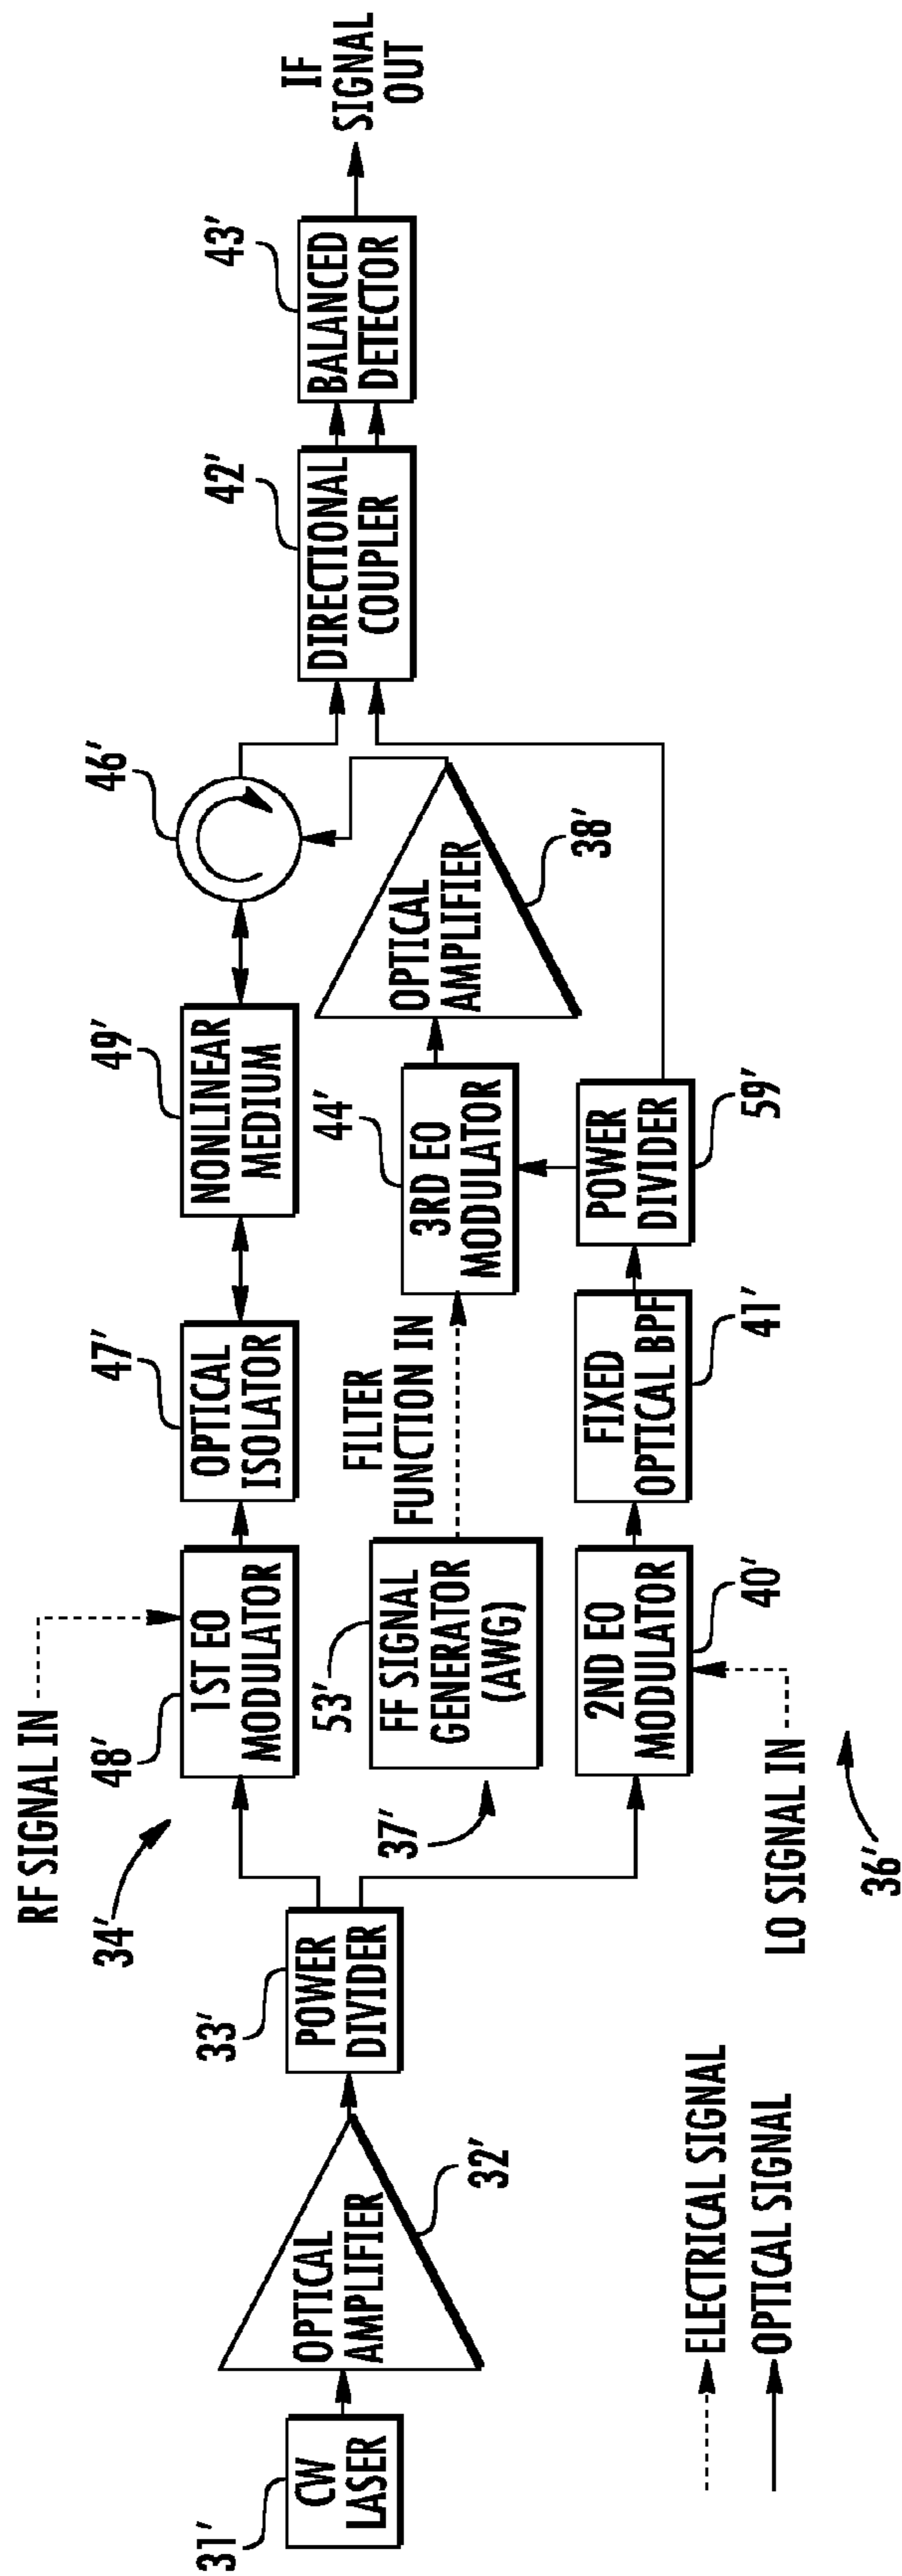 RF SIGNAL IN
34'
48'
1ST EO
MODULATOR
47'
OPTICAL
ISOLATOR
49'
NONLINEAR
MEDIUM
46'
31'
CW
LASER
OPTICAL
AMPLIFIER
32'
33'
POWER
DIVIDER
37'
53'
FF SIGNAL
GENERATOR
(AWG)
FILTER
FUNCTION IN
44'
3RD EO
MODULATOR
OPTICAL
AMPLIFIER
38'
42'
DIRECTIONAL
COUPLER
43'
BALANCED
DETECTOR
IF
SIGNAL
OUT
2ND EO
MODULATOR
40'
FIXED
OPTICAL BPF
41'
POWER
DIVIDER
59'
LO SIGNAL IN
36'
ELECTRICAL SIGNAL
OPTICAL SIGNAL